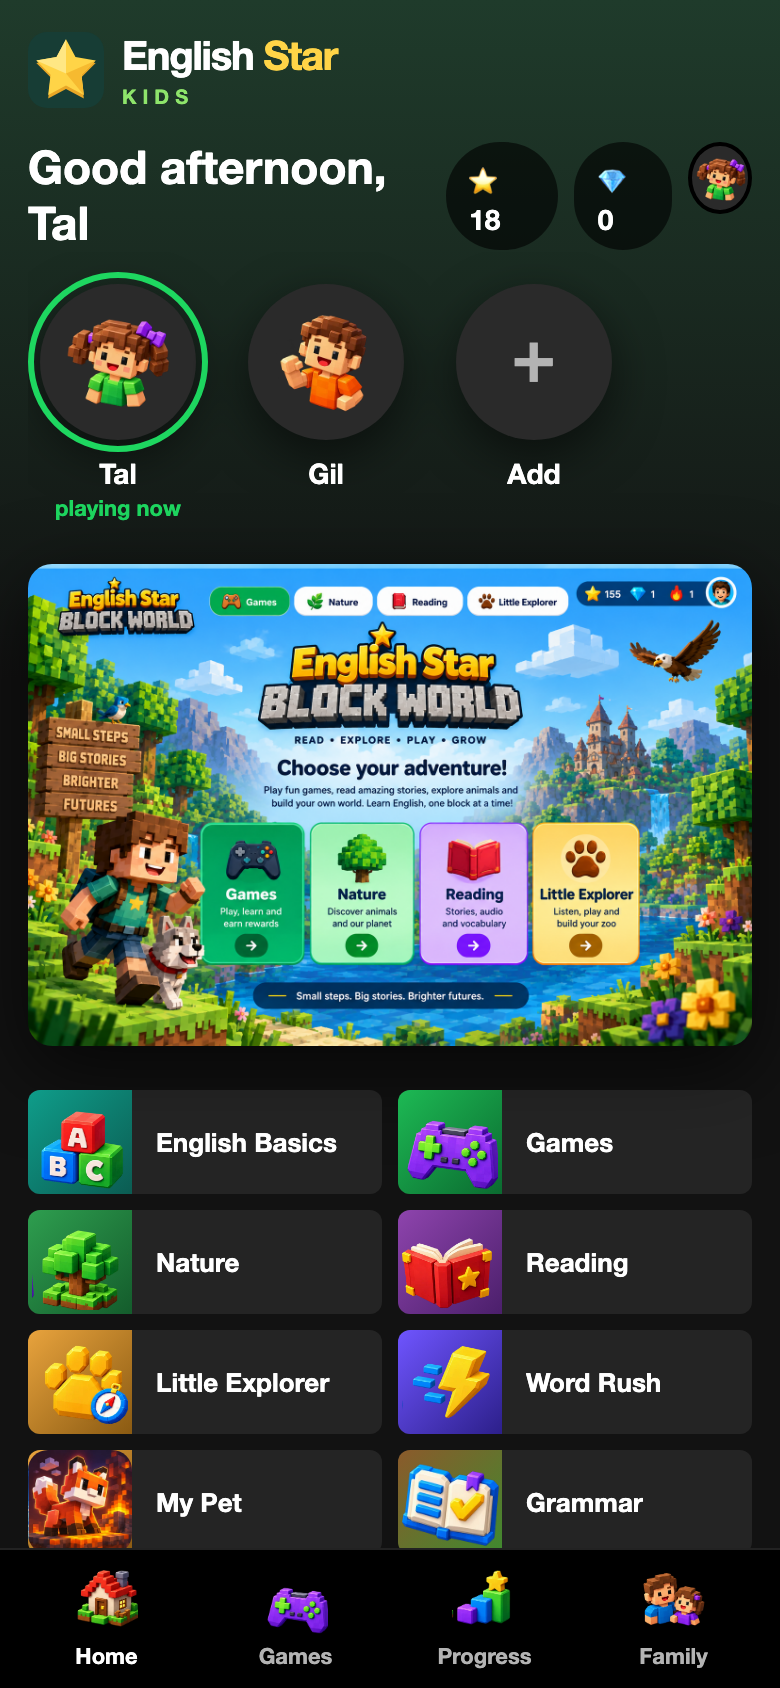 English Star
KIDS
Good afternoon,
Tal
18
0
Tal
playing now
Gil
+
Add
English Star
BLOCK WORLD
Games
Nature
Reading
Little Explorer
155
1
1
English Star
BLOCK WORLD
READ • EXPLORE • PLAY • GROW
SMALL STEPS
BIG STORIES
BRIGHTER
FUTURES
Choose your adventure!
Play fun games, read amazing stories, explore animals and
build your own world. Learn English, one block at a time!
Games
Play, learn and
earn rewards
Nature
Discover animals
and our planet
Reading
Stories, audio
and vocabulary
Little Explorer
Listen, play and
build your zoo
Small steps. Big stories. Brighter futures.
A
B
C
English Basics
Games
Nature
Reading
Little Explorer
Word Rush
My Pet
Grammar
Home
Games
Progress
Family